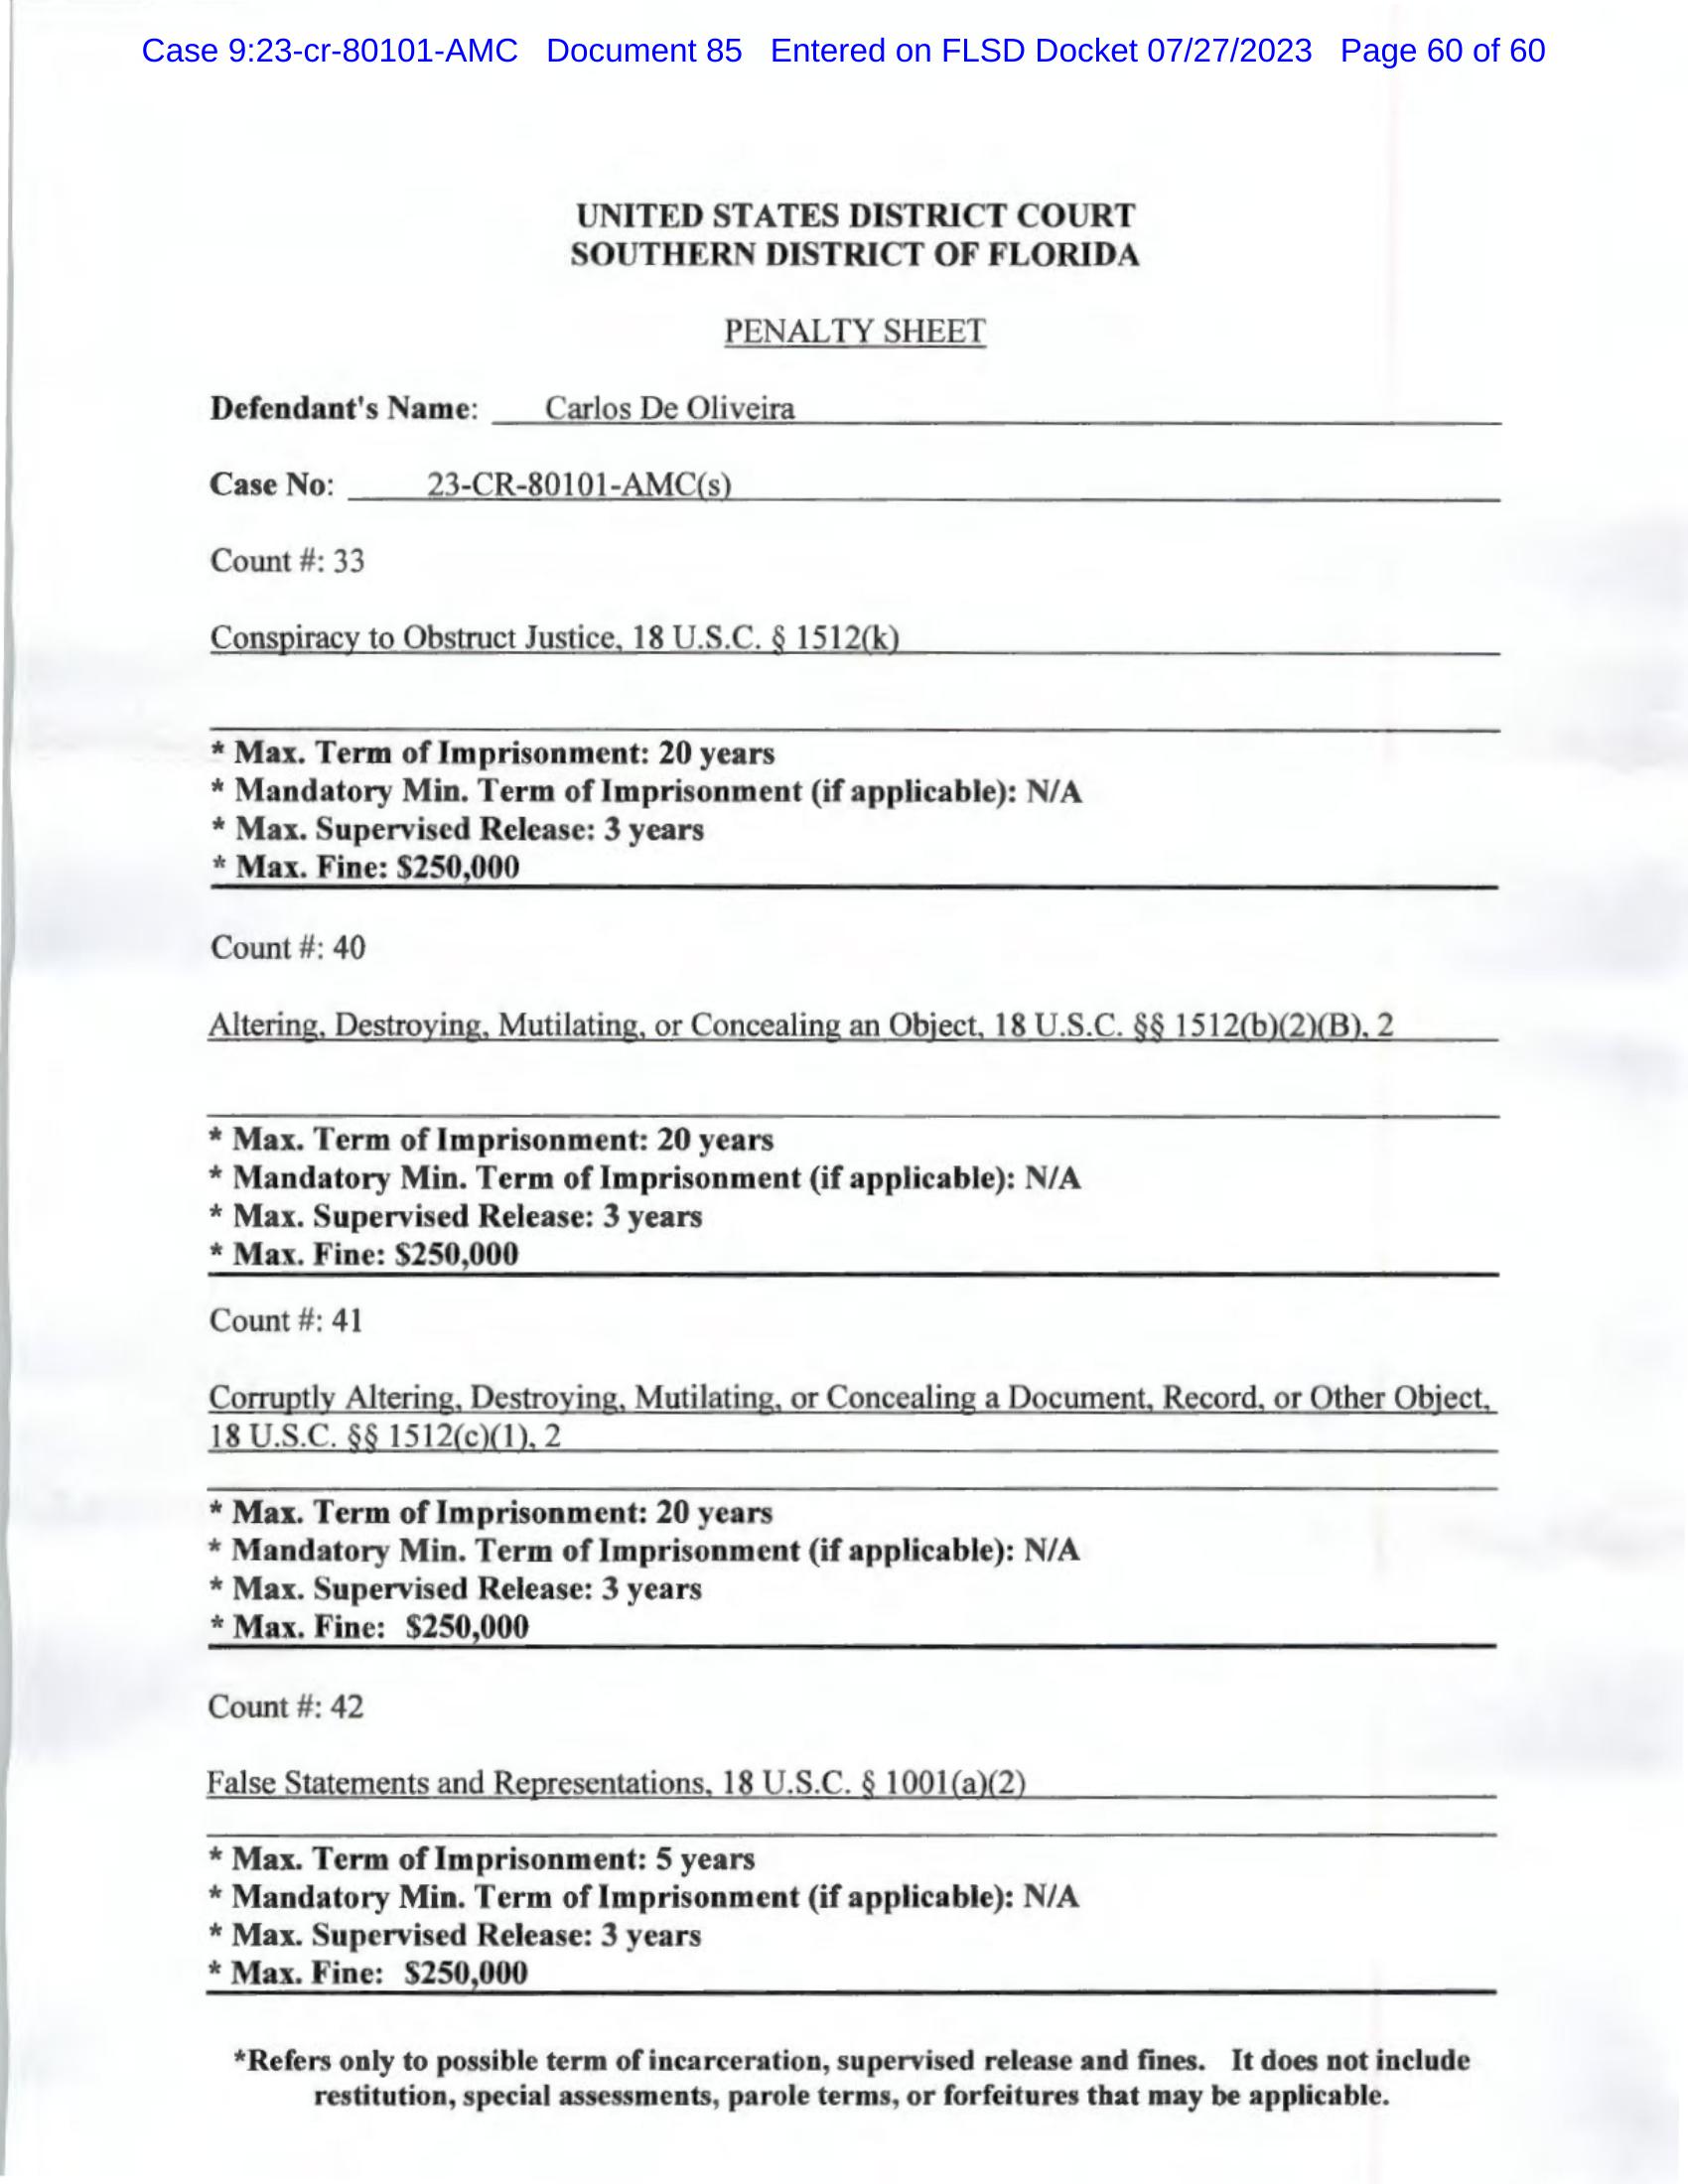 Case 9:23-cr-80101-AMC Document 85 Entered on FLSD Docket 07/27/2023 Page 60 of 60
UNITED STATES DISTRICT COURT
SOUTHERN DISTRICT OF FLORIDA
PENALTY SHEET
Defendant's Name: Carlos De Oliveira
Case No: 23-CR-80101-AMC(s)
Count #: 33
Conspiracy to Obstruct Justice, 18 U.S.C. § 1512(k)
* Max. Term of Imprisonment: 20 years
* Mandatory Min. Term of Imprisonment (if applicable): N/A
* Max. Supervised Release: 3 years
* Max. Fine: $250,000
Count #: 40
Altering, Destroying, Mutilating, or Concealing an Object, 18 U.S.C. §§ 1512(b)(2)(B), 2
* Max. Term of Imprisonment: 20 years
* Mandatory Min. Term of Imprisonment (if applicable): N/A
* Max. Supervised Release: 3 years
* Max. Fine: $250,000
Count #: 41
Corruptly Altering, Destroying, Mutilating, or Concealing a Document, Record, or Other Object,
18 U.S.C. §§ 1512(c)(1), 2
* Max. Term of Imprisonment: 20 years
* Mandatory Min. Term of Imprisonment (if applicable): N/A
* Max. Supervised Release: 3 years
* Max. Fine: $250,000
Count #: 42
False Statements and Representations, 18 U.S.C. § 1001(a)(2)
* Max. Term of Imprisonment: 5 years
* Mandatory Min. Term of Imprisonment (if applicable): N/A
* Max. Supervised Release: 3 years
* Max. Fine: $250,000
*Refers only to possible term of incarceration, supervised release and fines. It does not include
restitution, special assessments, parole terms, or forfeitures that may be applicable.